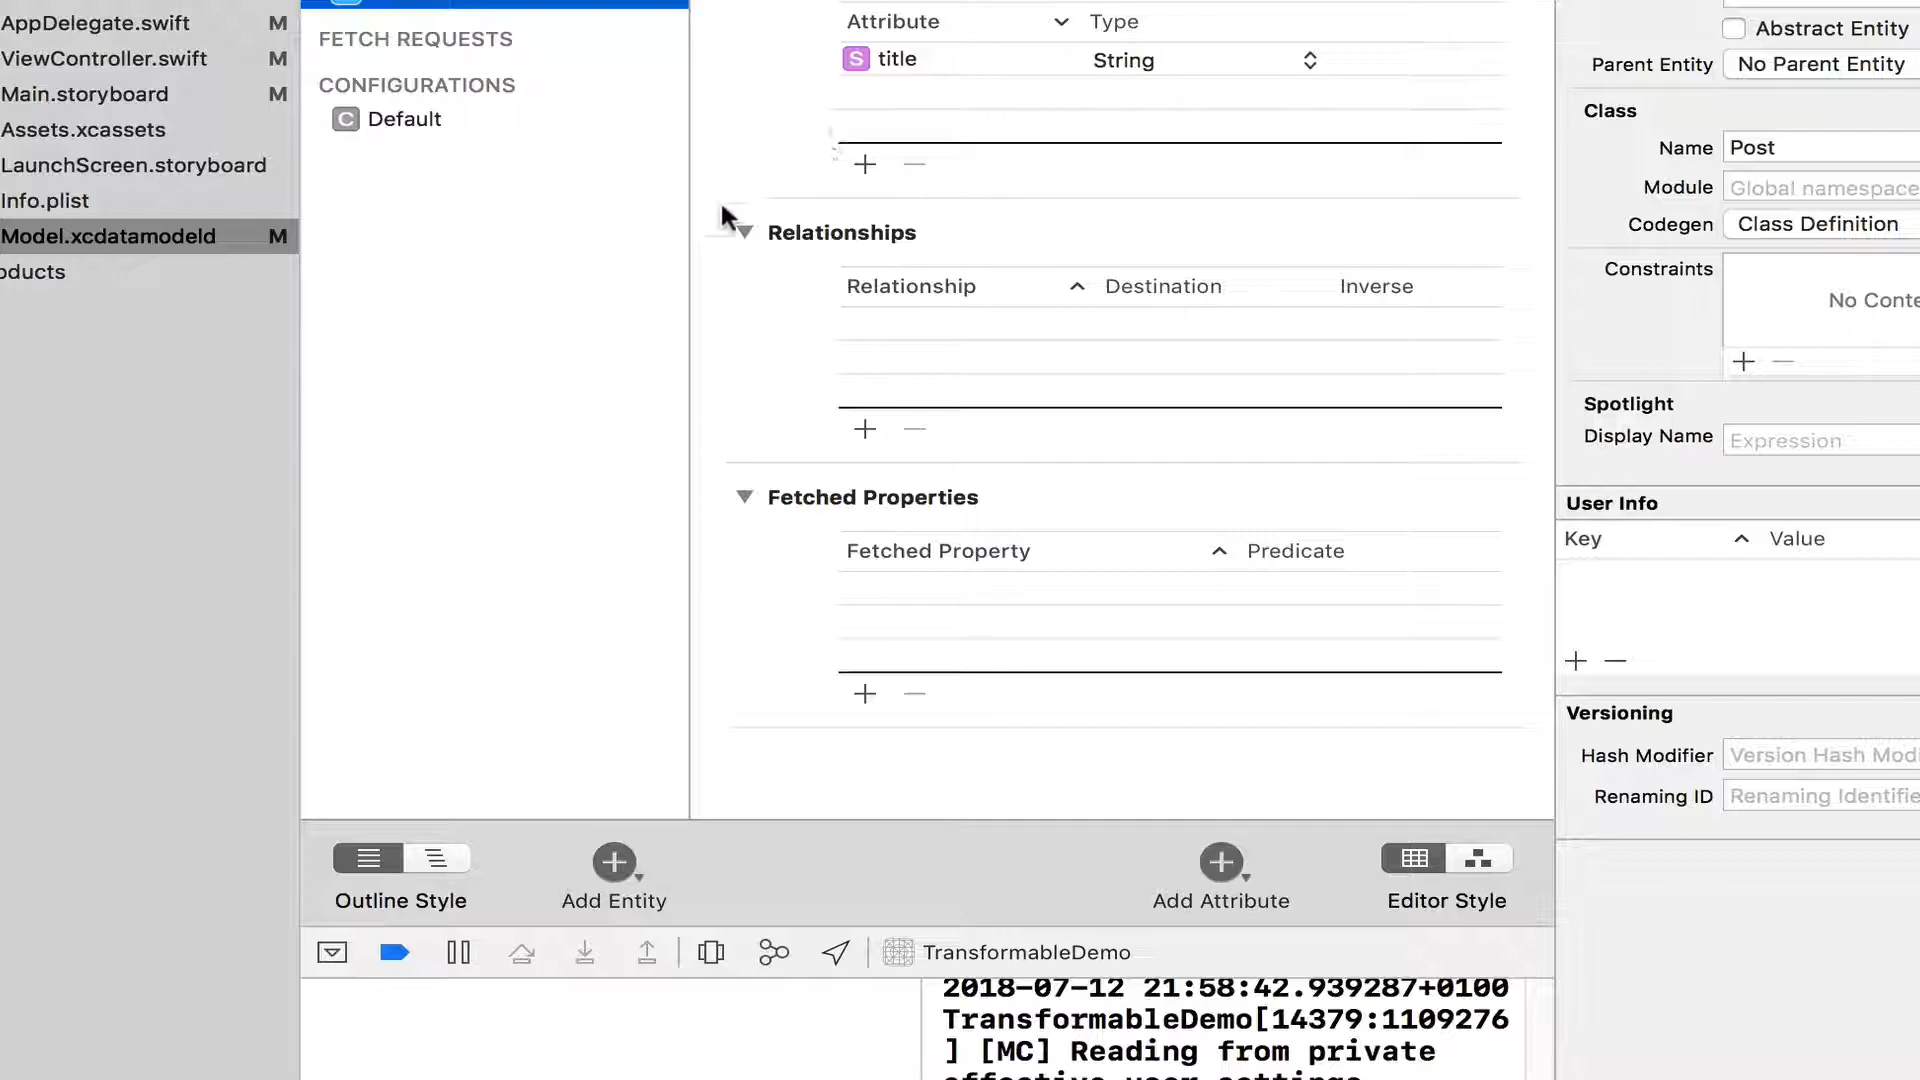 AppDelegate.swift M
ViewController.swift M
Main.storyboard M
Assets.xcassets
LaunchScreen.storyboard
Info.plist
Model.xcdatamodeld M
oducts
FETCH REQUESTS
CONFIGURATIONS
C Default
Attribute Type
S title String
Relationships
Relationship Destination Inverse
Fetched Properties
Fetched Property Predicate
Abstract Entity
Parent Entity No Parent Entity
Class
Name Post
Module Global namespace
Codegen Class Definition
Constraints
No Conte
Spotlight
Display Name Expression
User Info
Key Value
Versioning
Hash Modifier Version Hash Modi
Renaming ID Renaming Identifie
Outline Style Add Entity Add Attribute Editor Style
TransformableDemo
2018-07-12 21:58:42.939287+0100
TransformableDemo[14379:1109276
] [MC] Reading from private
effective user settings.